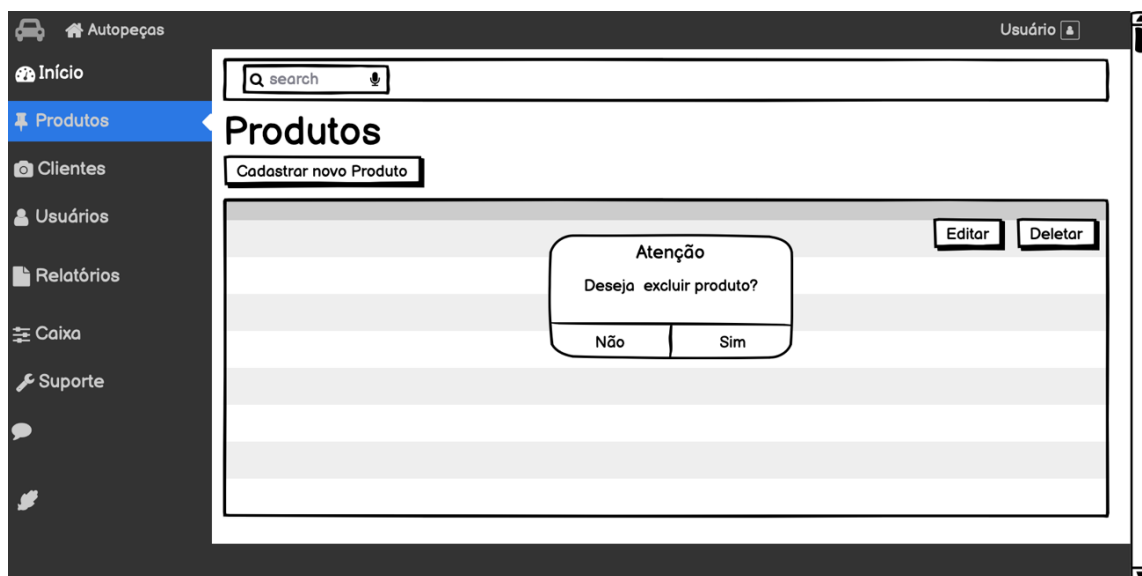 Autopeças
Usuário
Início
Produtos
Clientes
Usuários
Relatórios
Caixa
Suporte
search
Produtos
Cadastrar novo Produto
Editar
Deletar
Atenção
Deseja excluir produto?
Não
Sim